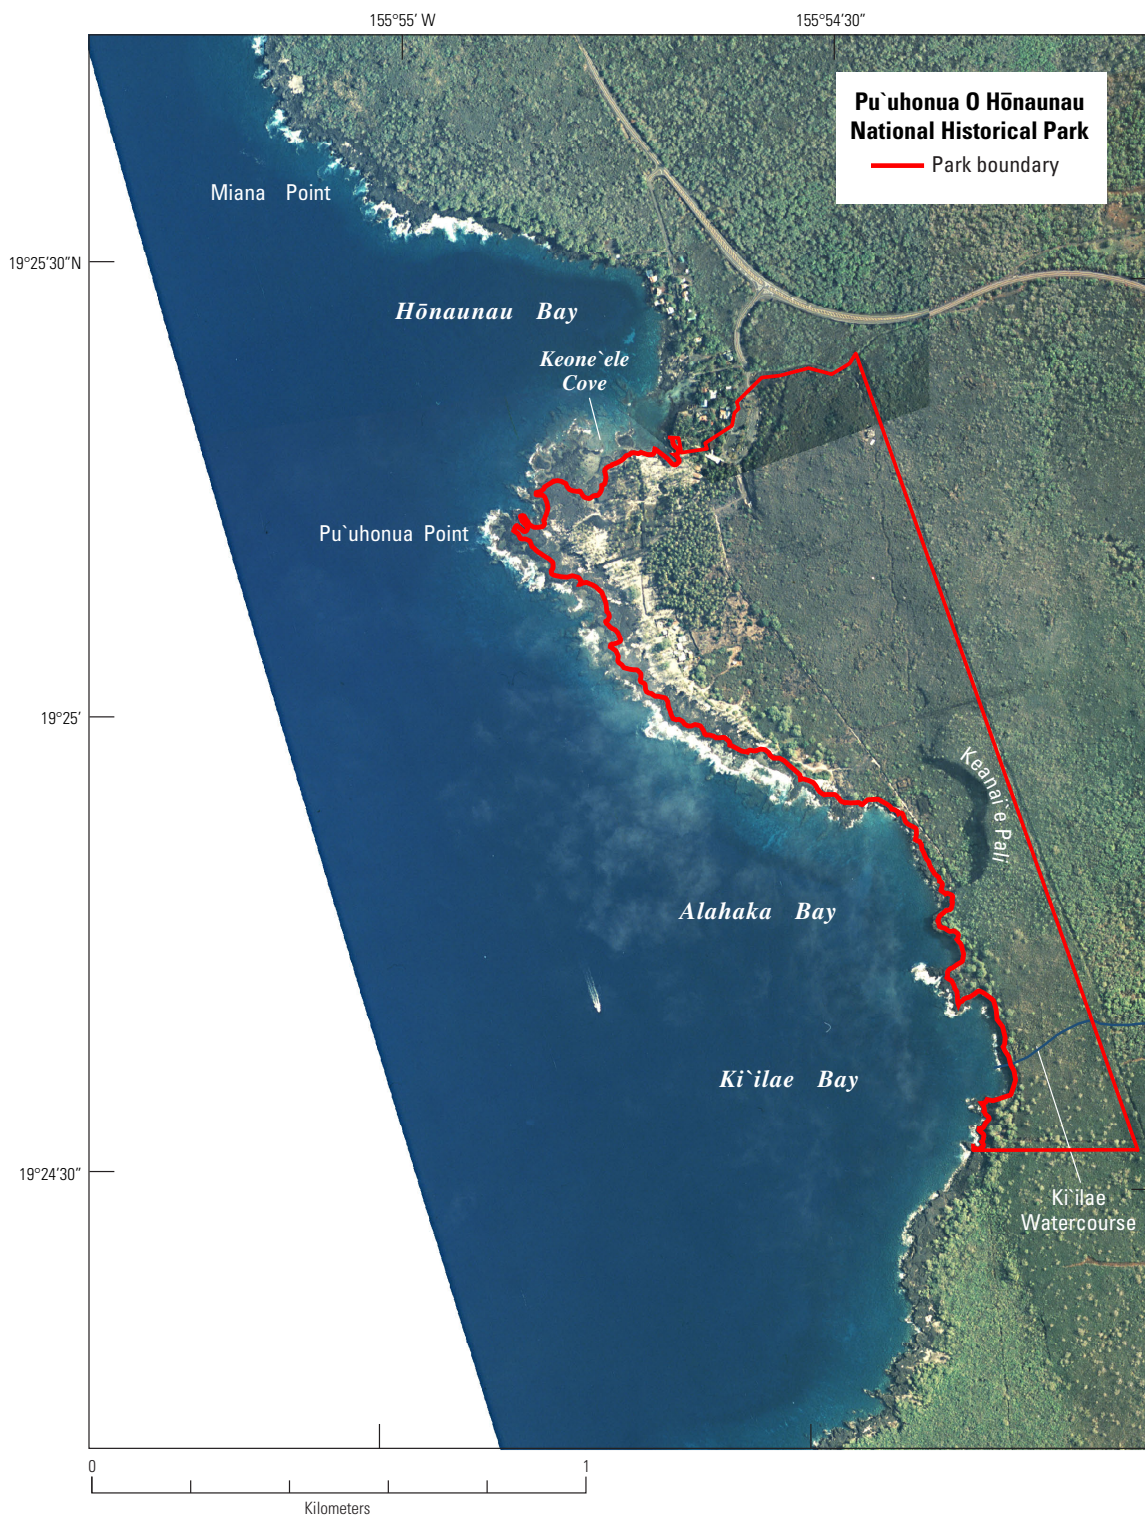 155°55' W
155°54'30"
Pu`uhonua O Hōnaunau
National Historical Park
Park boundary
Miana Point
19°25'30"N
Hōnaunau Bay
Keone`ele
Cove
Pu`uhonua Point
19°25'
Keanai`e Pali
Alahaka Bay
Ki`ilae Bay
19°24'30"
Ki`ilae
Watercourse
0
1
Kilometers